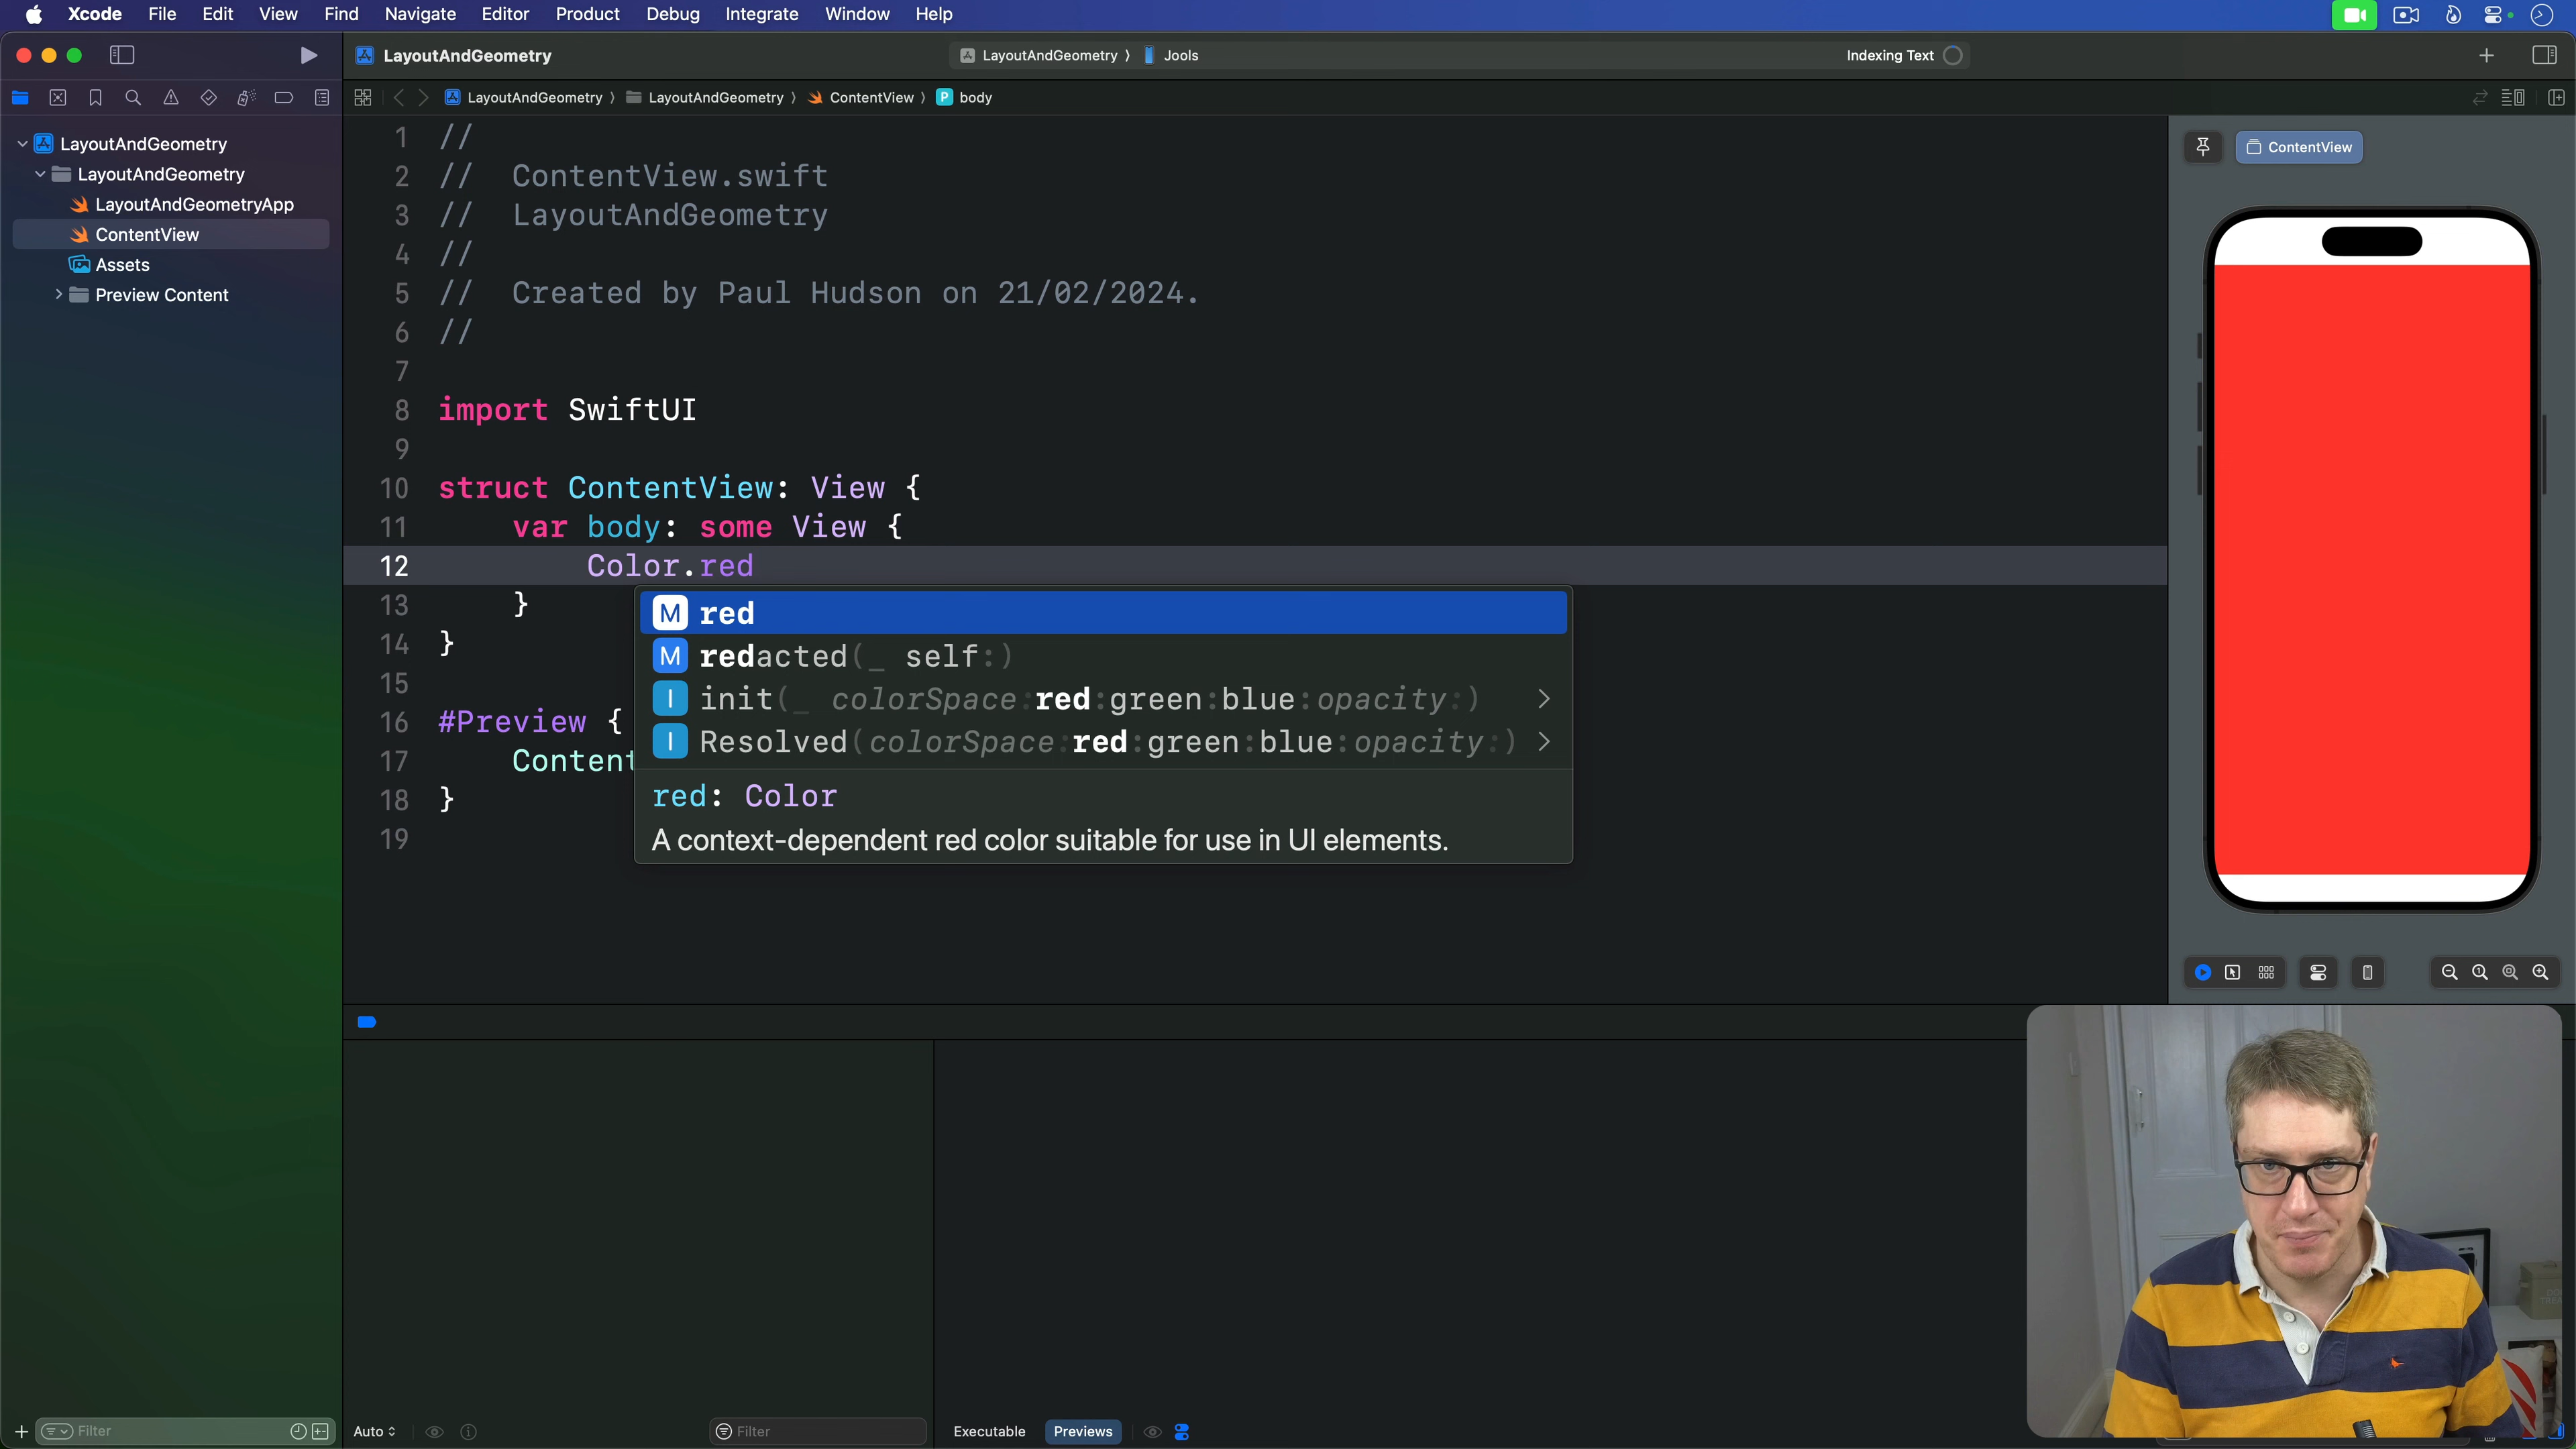 Xcode File Edit View Find Navigate Editor Product Debug Integrate Window Help
LayoutAndGeometry
LayoutAndGeometry ⟩ Jools
Indexing Text
LayoutAndGeometry ⟩ LayoutAndGeometry ⟩ ContentView ⟩ P body
LayoutAndGeometry
LayoutAndGeometry
LayoutAndGeometryApp
ContentView
Assets
Preview Content
1 //
2 // ContentView.swift
3 // LayoutAndGeometry
4 //
5 // Created by Paul Hudson on 21/02/2024.
6 //
7
8 import SwiftUI
9
10 struct ContentView: View {
11 var body: some View {
12 Color.red
13 }
14 }
15
16 #Preview {
17 Content
18 }
19
M red
M redacted(_ self:)
I init(_ colorSpace:red:green:blue:opacity:)
I Resolved(colorSpace:red:green:blue:opacity:)
red: Color
A context-dependent red color suitable for use in UI elements.
ContentView
Filter
Auto
Filter
Executable Previews